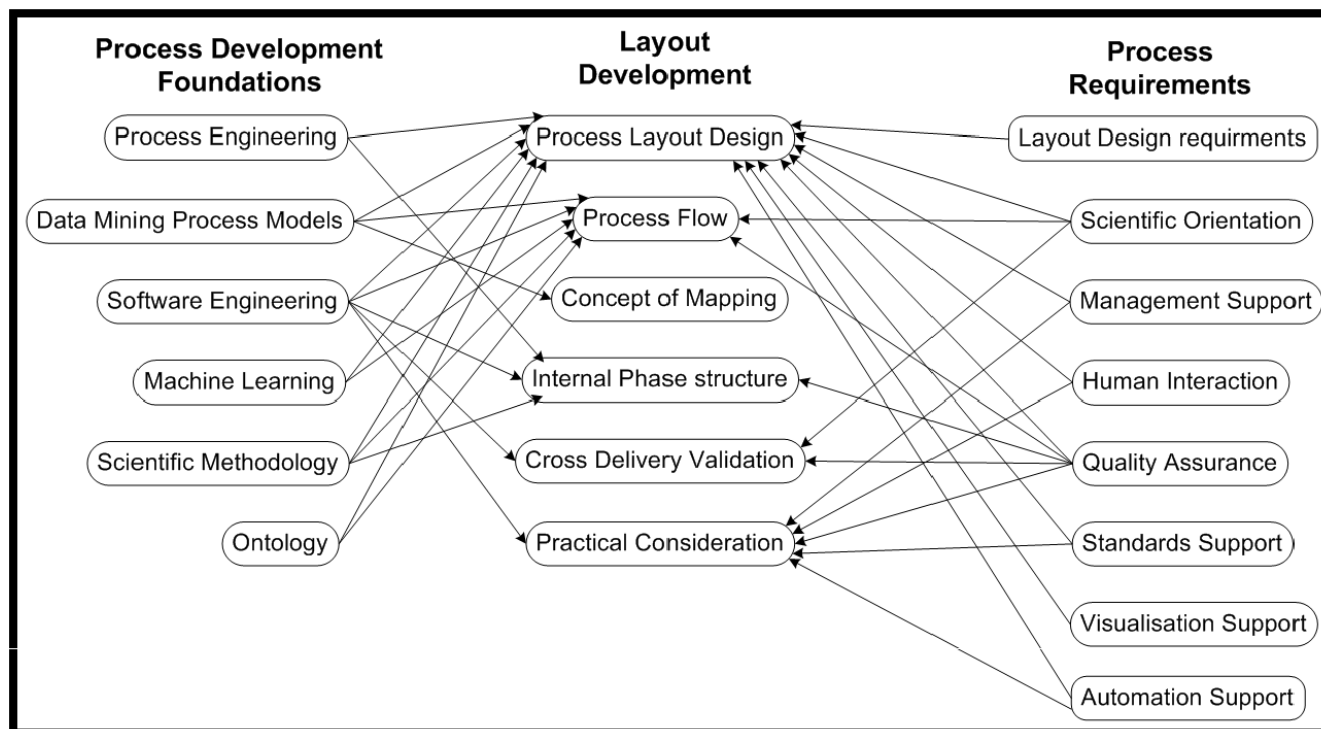 Process Development
Foundations
Process Engineering
Data Mining Process Models
Software Engineering
Machine Learning
Scientific Methodology
Ontology
Layout
Development
Process Layout Design
Process Flow
Concept of Mapping
Internal Phase structure
Cross Delivery Validation
Practical Consideration
Process
Requirements
Layout Design requirments
Scientific Orientation
Management Support
Human Interaction
Quality Assurance
Standards Support
Visualisation Support
Automation Support